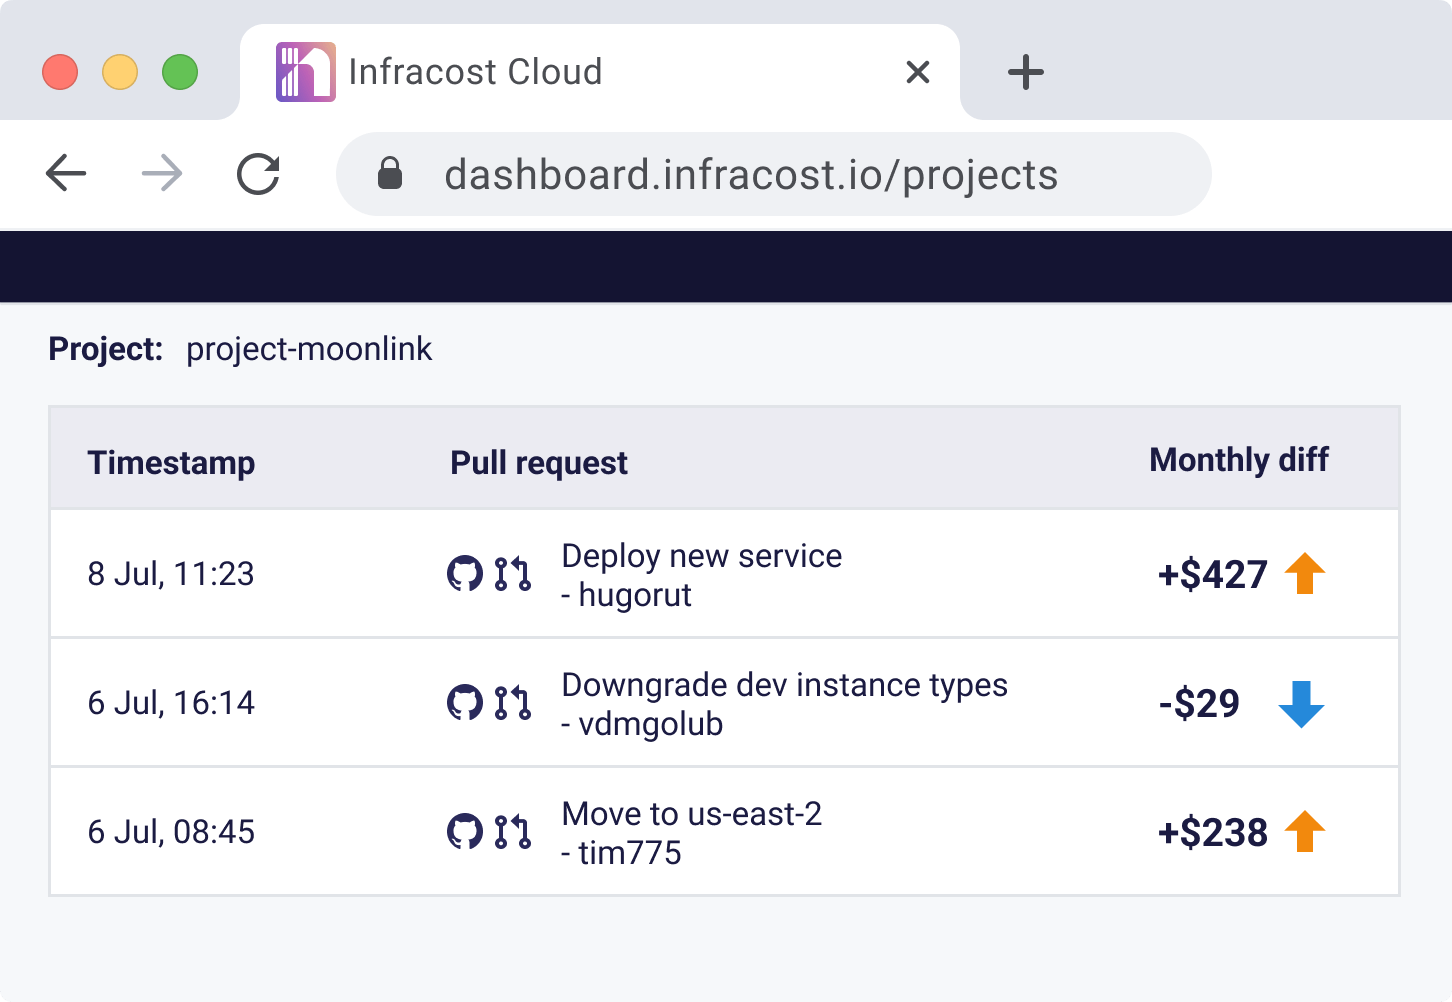 Infracost Cloud
dashboard.infracost.io/projects
Project: project-moonlink
Timestamp Pull request Monthly diff
8 Jul, 11:23 Deploy new service +$427
- hugorut
6 Jul, 16:14 Downgrade dev instance types -$29
- vdmgolub
6 Jul, 08:45 Move to us-east-2 +$238
- tim775